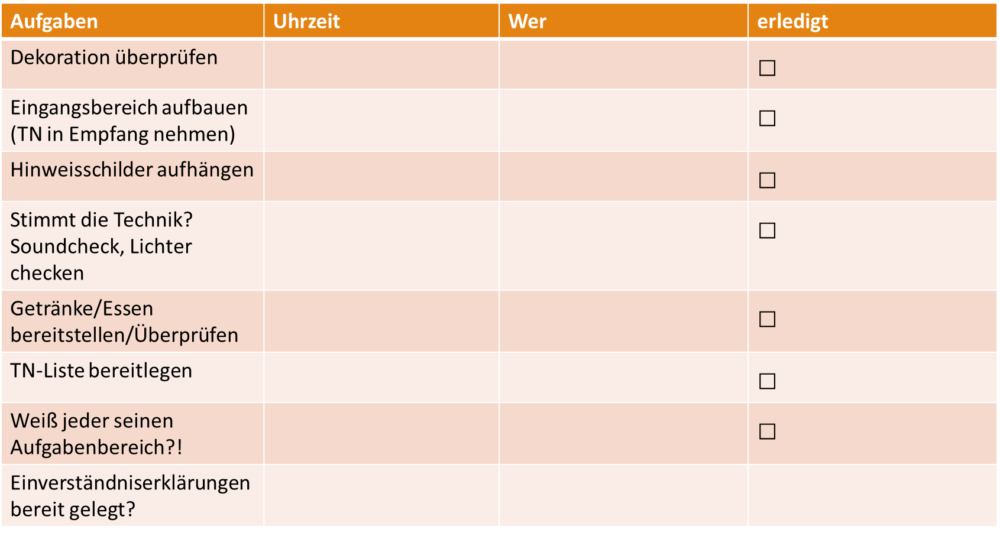 Aufgaben Uhrzeit Wer erledigt
Dekoration überprüfen ☐
Eingangsbereich aufbauen ☐
(TN in Empfang nehmen)
Hinweisschilder aufhängen ☐
Stimmt die Technik? ☐
Soundcheck, Lichter
checken
Getränke/Essen ☐
bereitstellen/Überprüfen
TN-Liste bereitlegen ☐
Weiß jeder seinen ☐
Aufgabenbereich?!
Einverständniserklärungen
bereit gelegt?